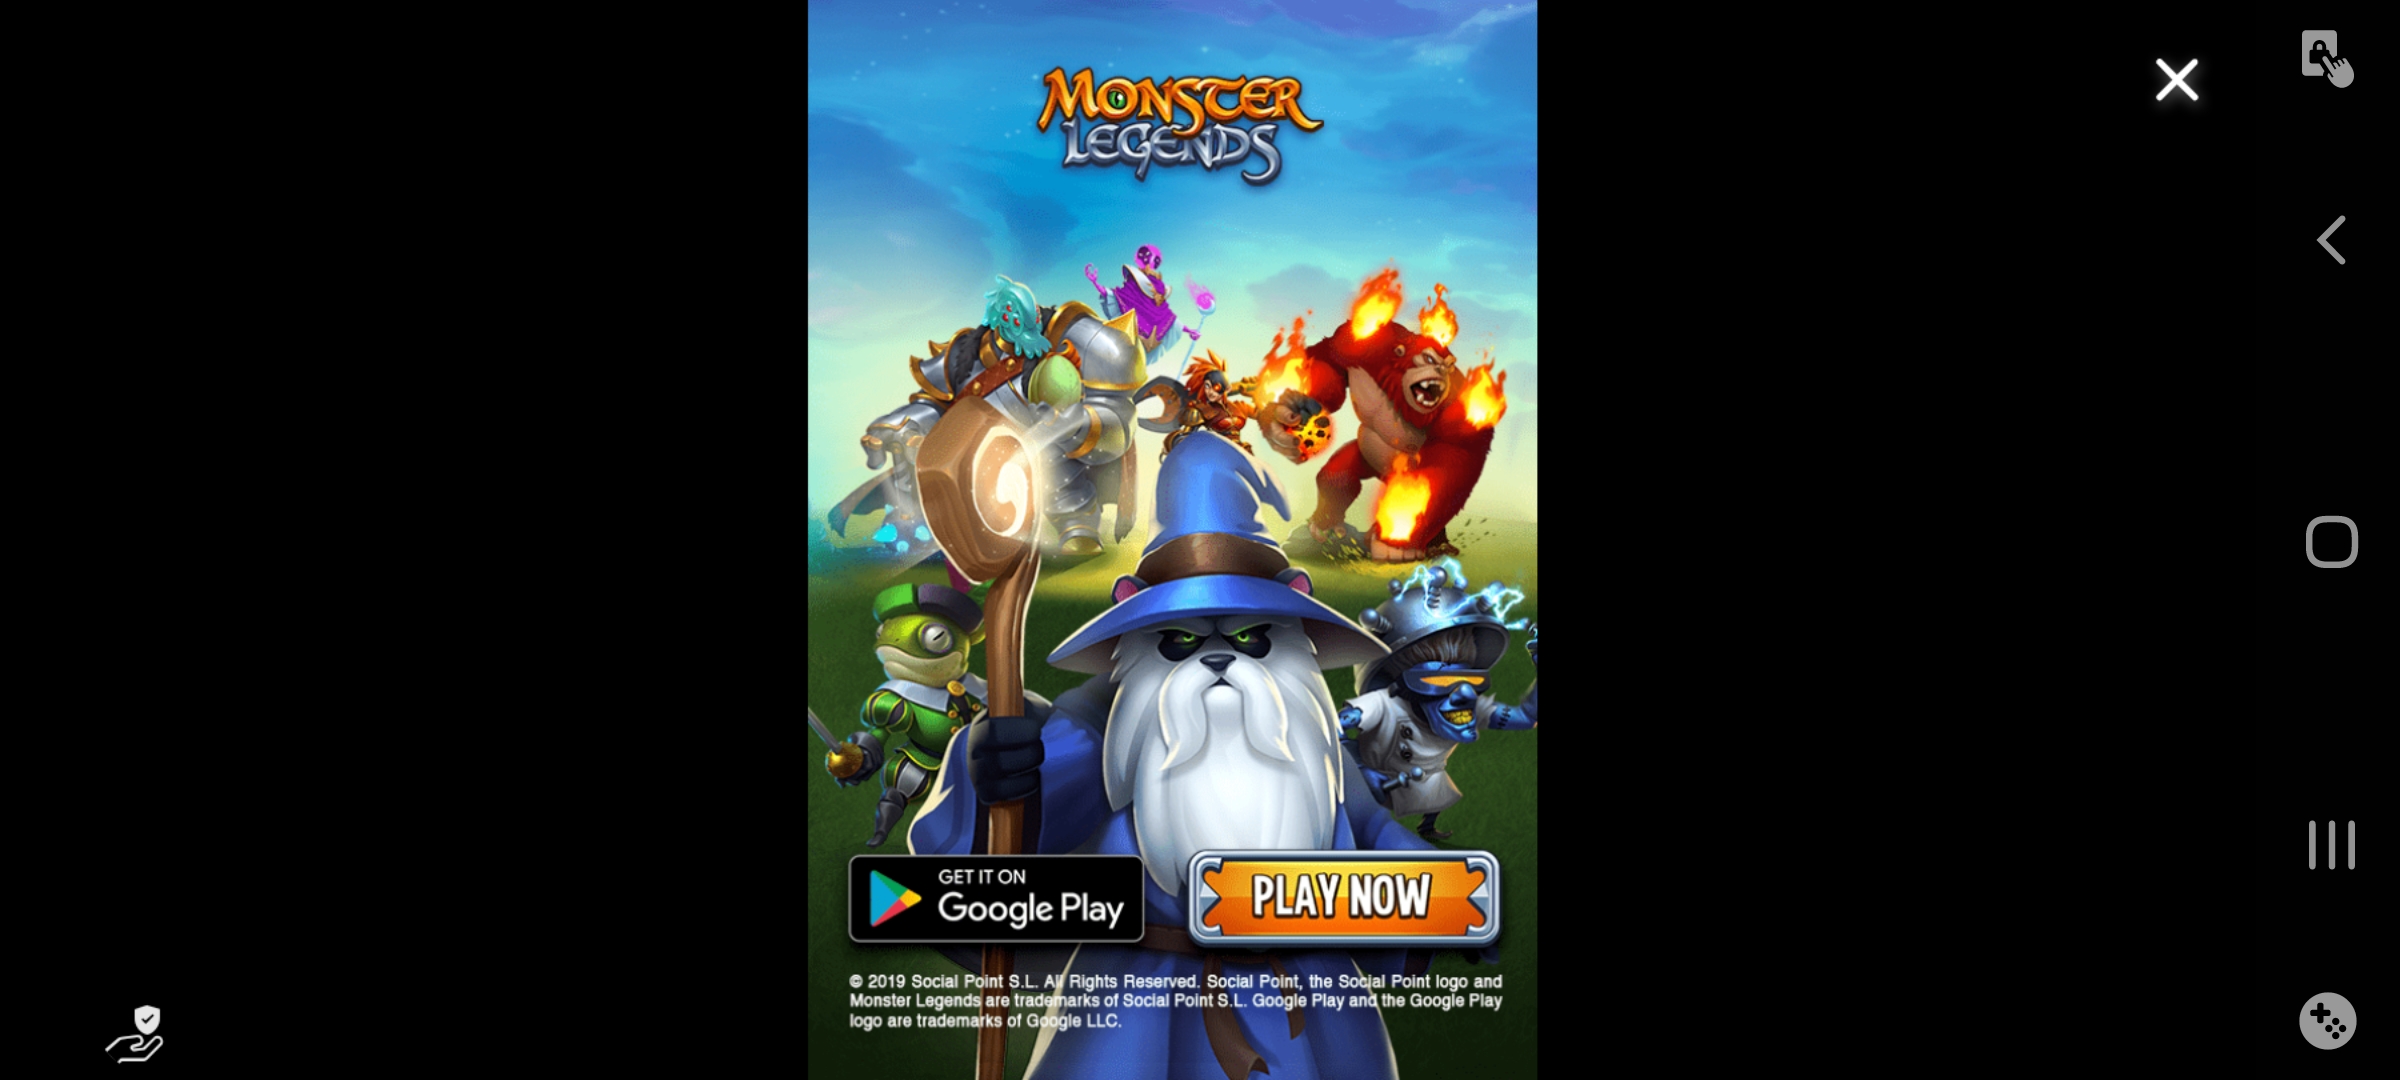 MONSTER
LEGENDS
GET IT ON
Google Play
PLAY NOW
© 2019 Social Point S.L. All Rights Reserved. Social Point, the Social Point logo and
Monster Legends are trademarks of Social Point S.L. Google Play and the Google Play
logo are trademarks of Google LLC.